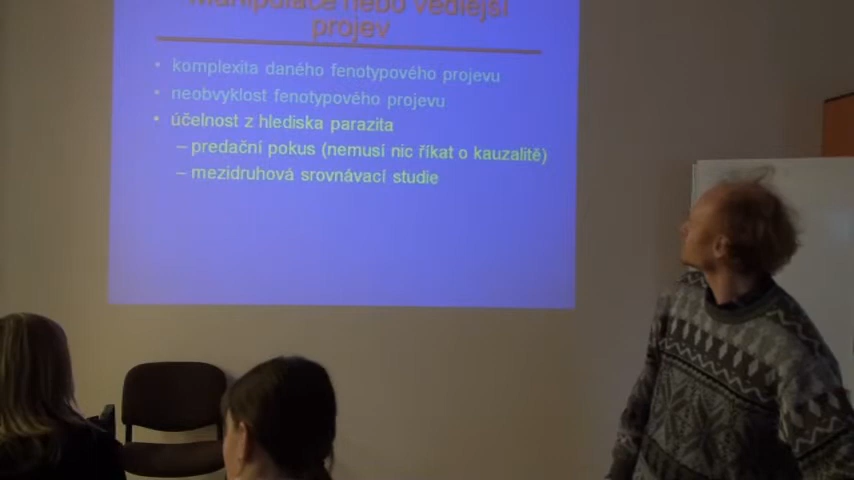 Manipulace nebo vedlejší
projev
• komplexita daného fenotypového projevu
• neobvyklost fenotypového projevu
• účelnost z hlediska parazita
– predační pokus (nemusí nic říkat o kauzalitě)
– mezidruhová srovnávací studie